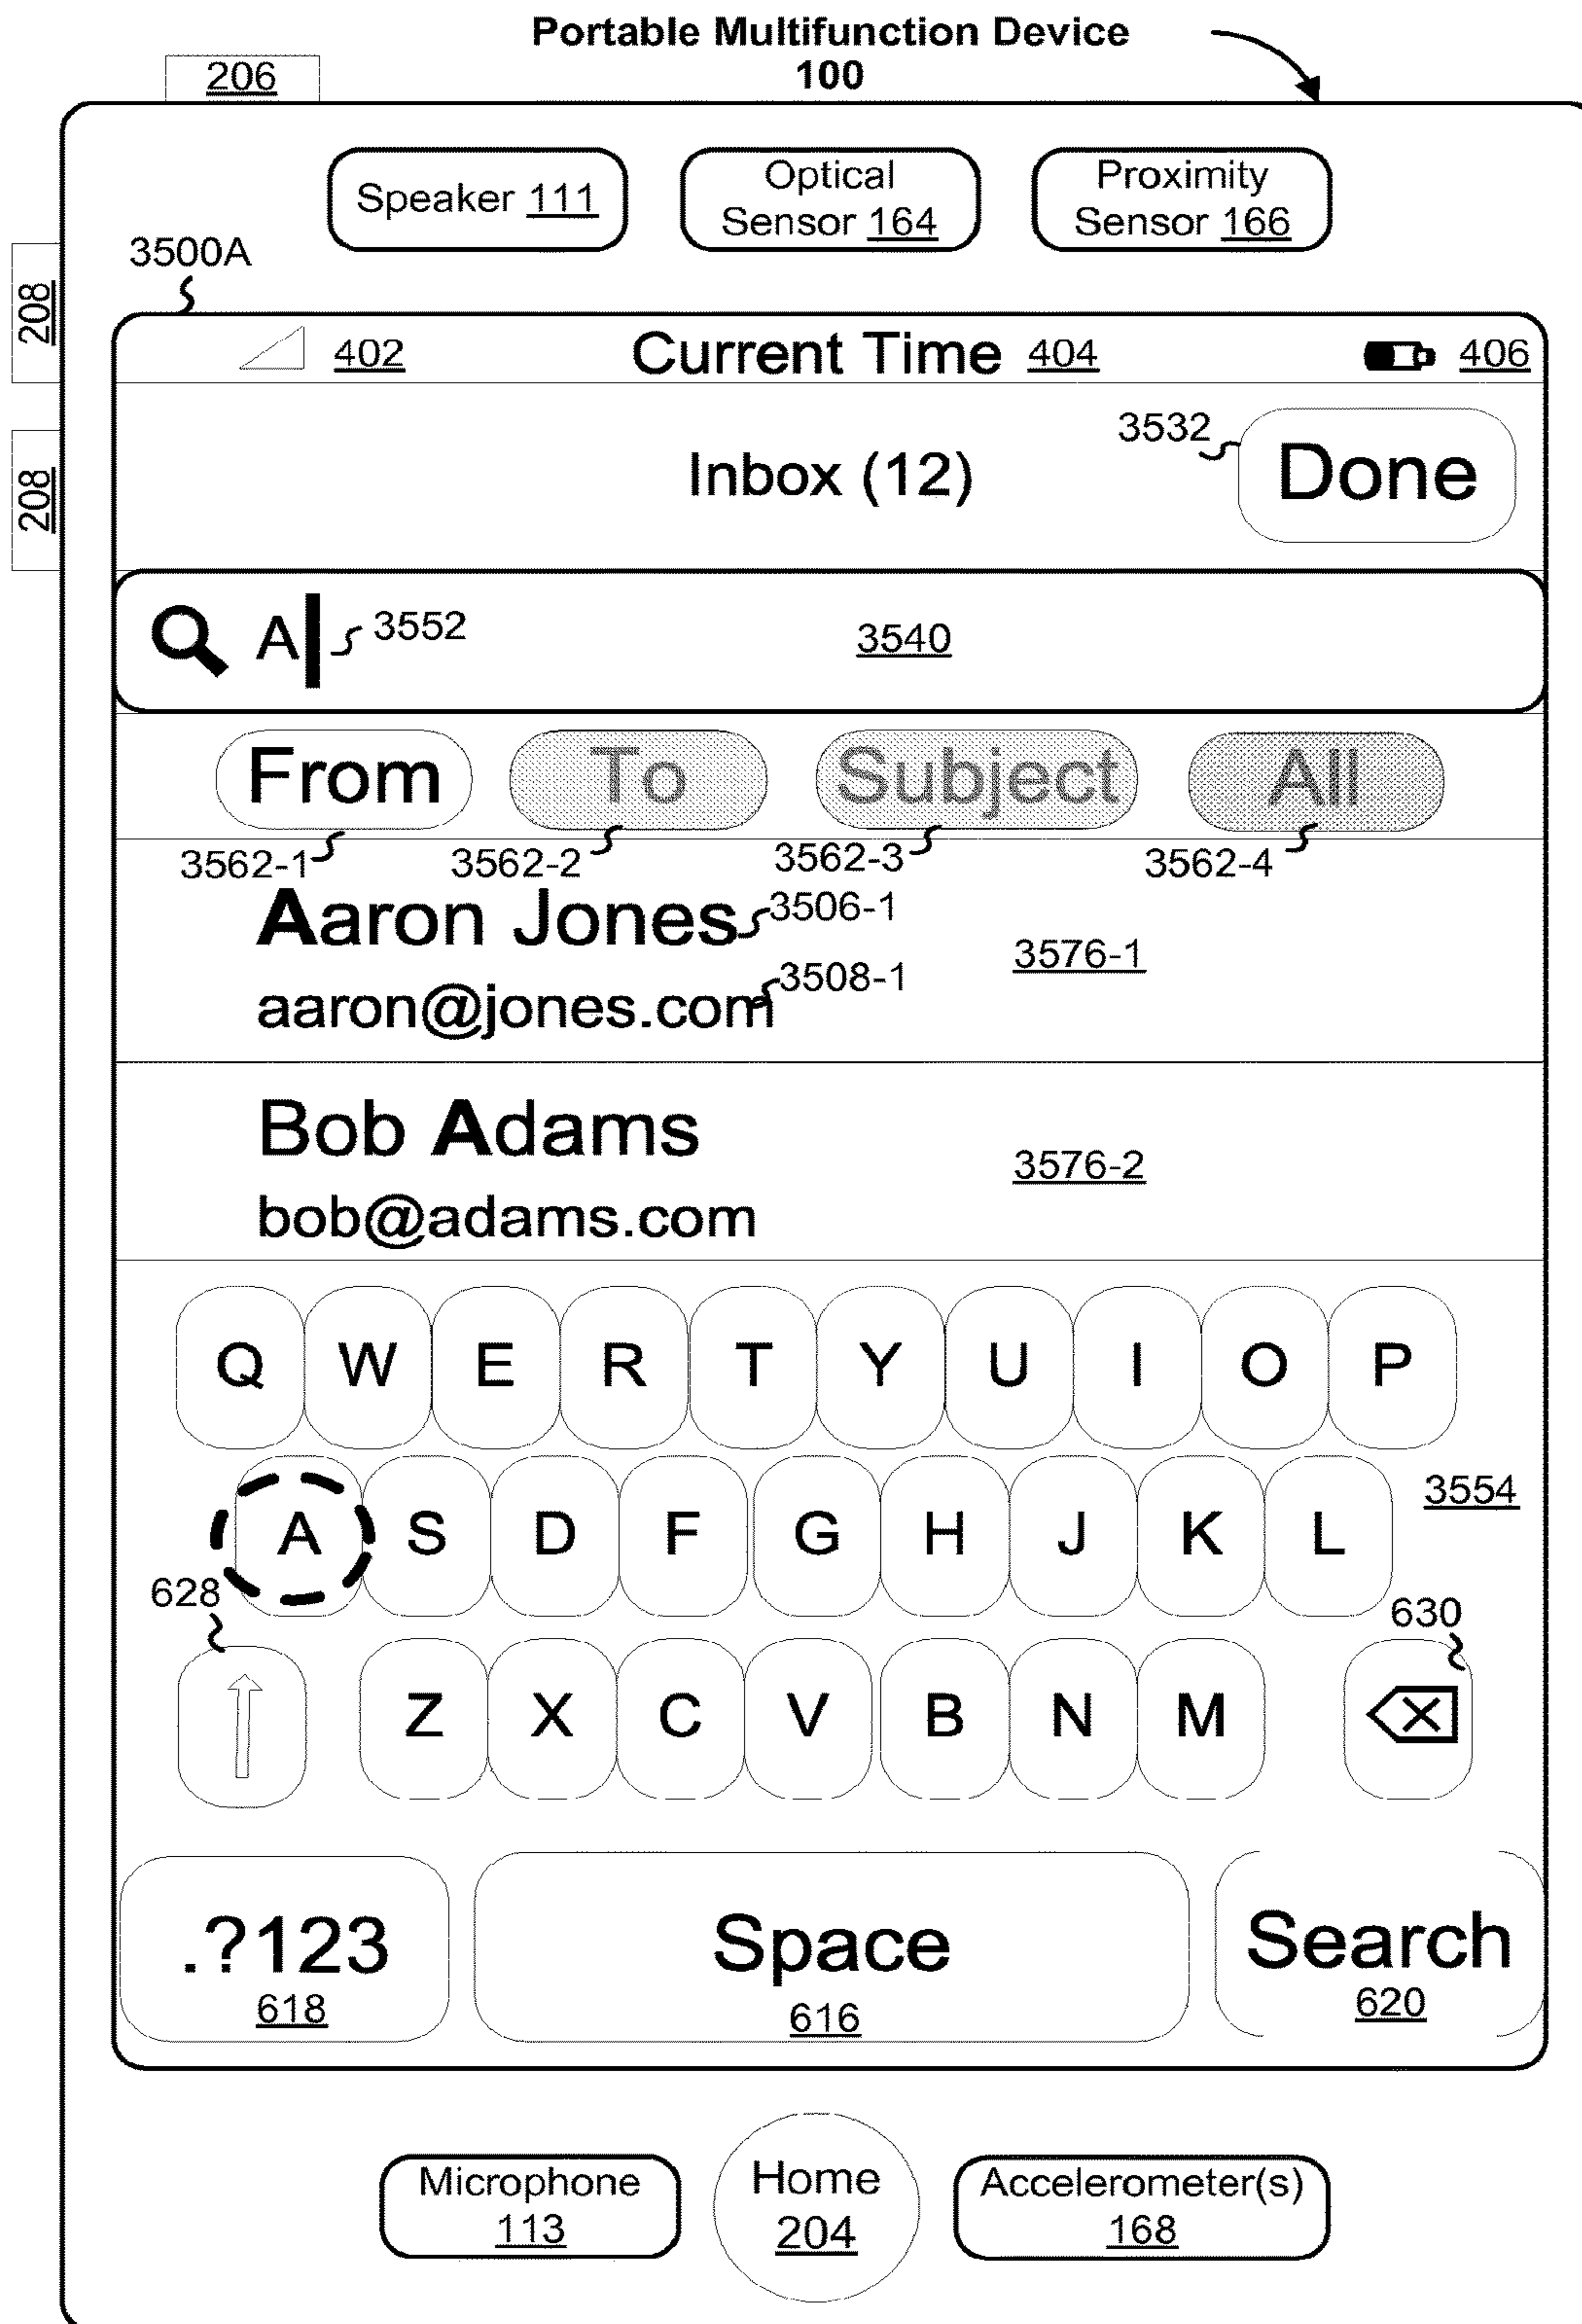 Portable Multifunction Device
100
206
Speaker 111
Optical
Sensor 164
Proximity
Sensor 166
3500A
208
402 Current Time 404 406
3532
Inbox (12) Done
208
A 3552 3540
From To Subject All
3562-1 3562-2 3562-3 3562-4
Aaron Jones 3506-1
3576-1
3508-1
aaron@jones.com
Bob Adams
3576-2
bob@adams.com
Q W E R T Y U I O P
3554
A S D F G H J K L
628 630
Z X C V B N M
.?123 Space Search
618 616 620
Microphone
113
Home
204
Accelerometer(s)
168